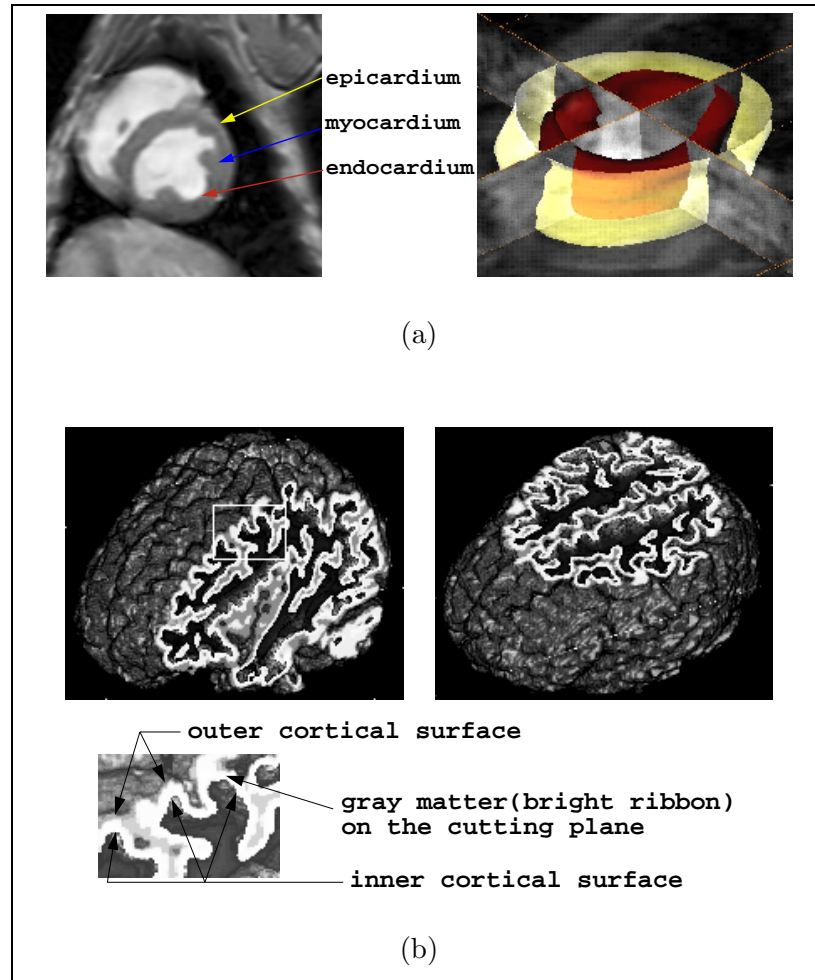 epicardium
myocardium
endocardium
(a)
outer cortical surface
gray matter(bright ribbon)
on the cutting plane
inner cortical surface
(b)